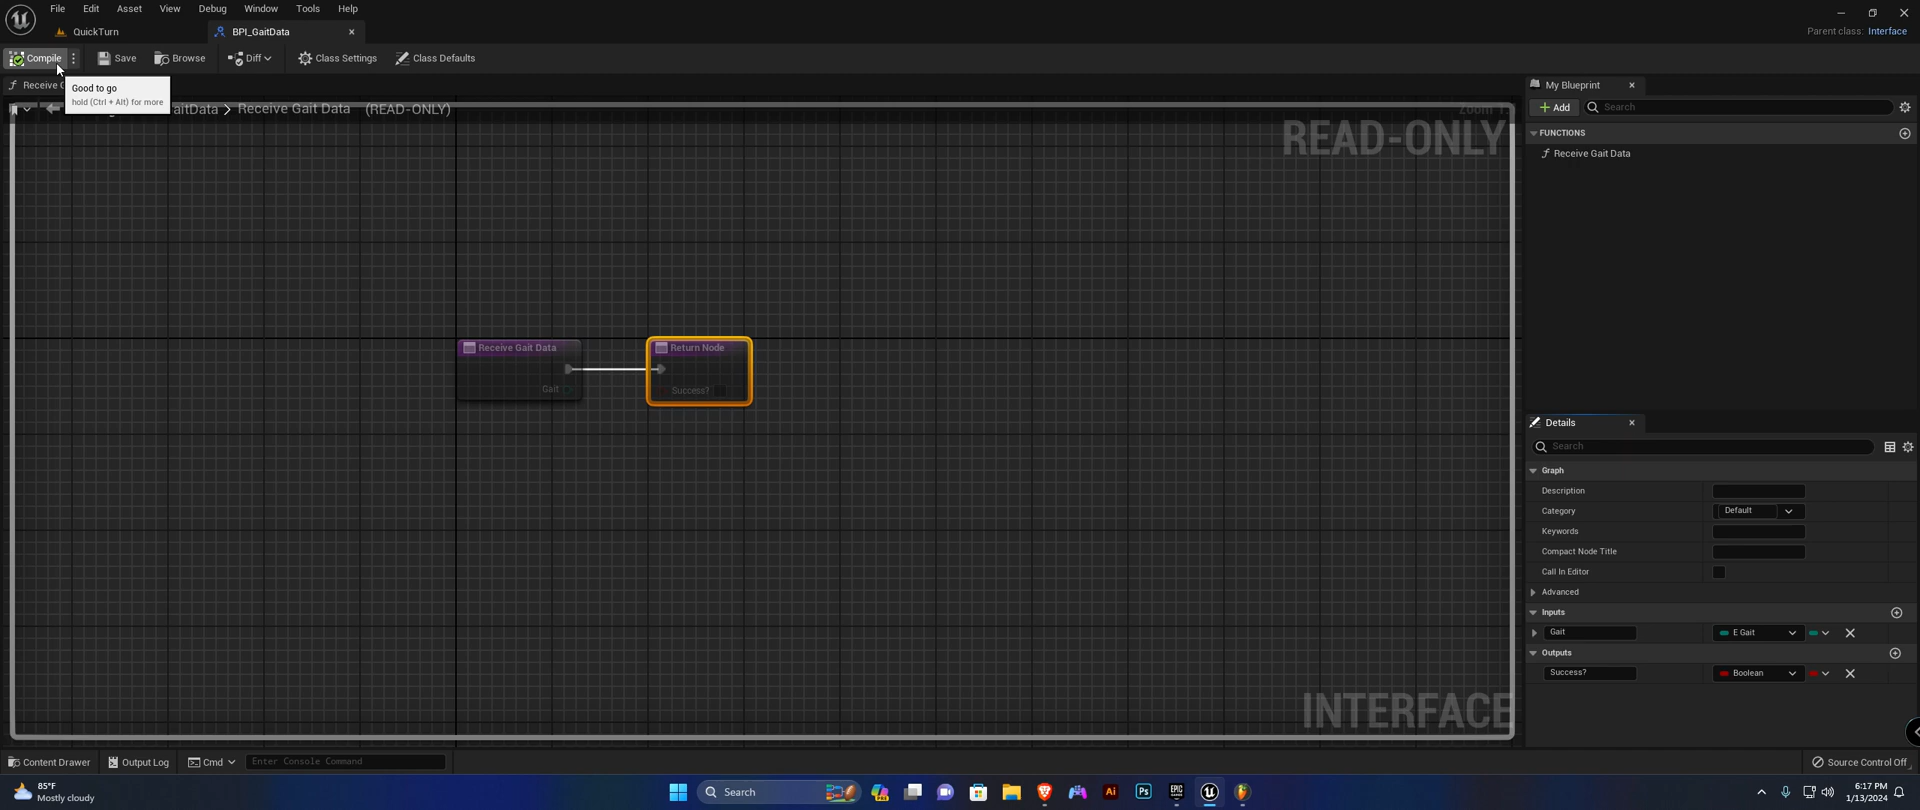 File Edit Asset View Debug Window Tools Help
QuickTurn BPI_GaitData
Parent class: Interface
Compile Save Browse Diff Class Settings Class Defaults
Receive G
Good to go
hold (Ctrl + Alt) for more
aitData > Receive Gait Data (READ-ONLY)
READ-ONLY
Receive Gait Data
Gait
Return Node
Success?
INTERFACE
My Blueprint
Add Search
FUNCTIONS
Receive Gait Data
Details
Search
Graph
Description
Category Default
Keywords
Compact Node Title
Call In Editor
Advanced
Inputs
Gait E Gait
Outputs
Success? Boolean
Content Drawer Output Log Cmd Enter Console Command Source Control Off
85°F
Mostly cloudy
Search
Ai Ps EPIC GAMES
6:17 PM
1/13/2024